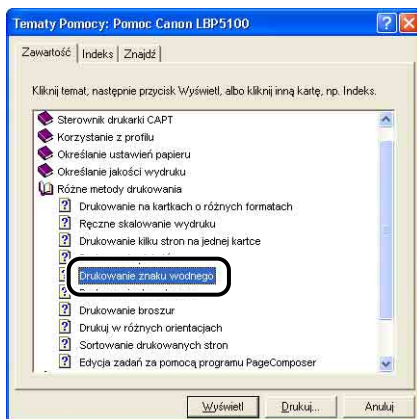 Tematy Pomocy: Pomoc Canon LBP5100
Zawartość Indeks Znajdź
Kliknij temat, następnie przycisk Wyświetl, albo kliknij inną kartę, np. Indeks.
Sterownik drukarki CAPT
Korzystanie z profilu
Określanie ustawień papieru
Określanie jakości wydruku
Różne metody drukowania
Drukowanie na kartkach o różnych formatach
Ręczne skalowanie wydruku
Drukowanie kilku stron na jednej kartce
Drukowanie znaku wodnego
Drukowanie broszur
Drukuj w różnych orientacjach
Sortowanie drukowanych stron
Edycja zadań za pomocą programu PageComposer
Wyświetl Drukuj... Anuluj